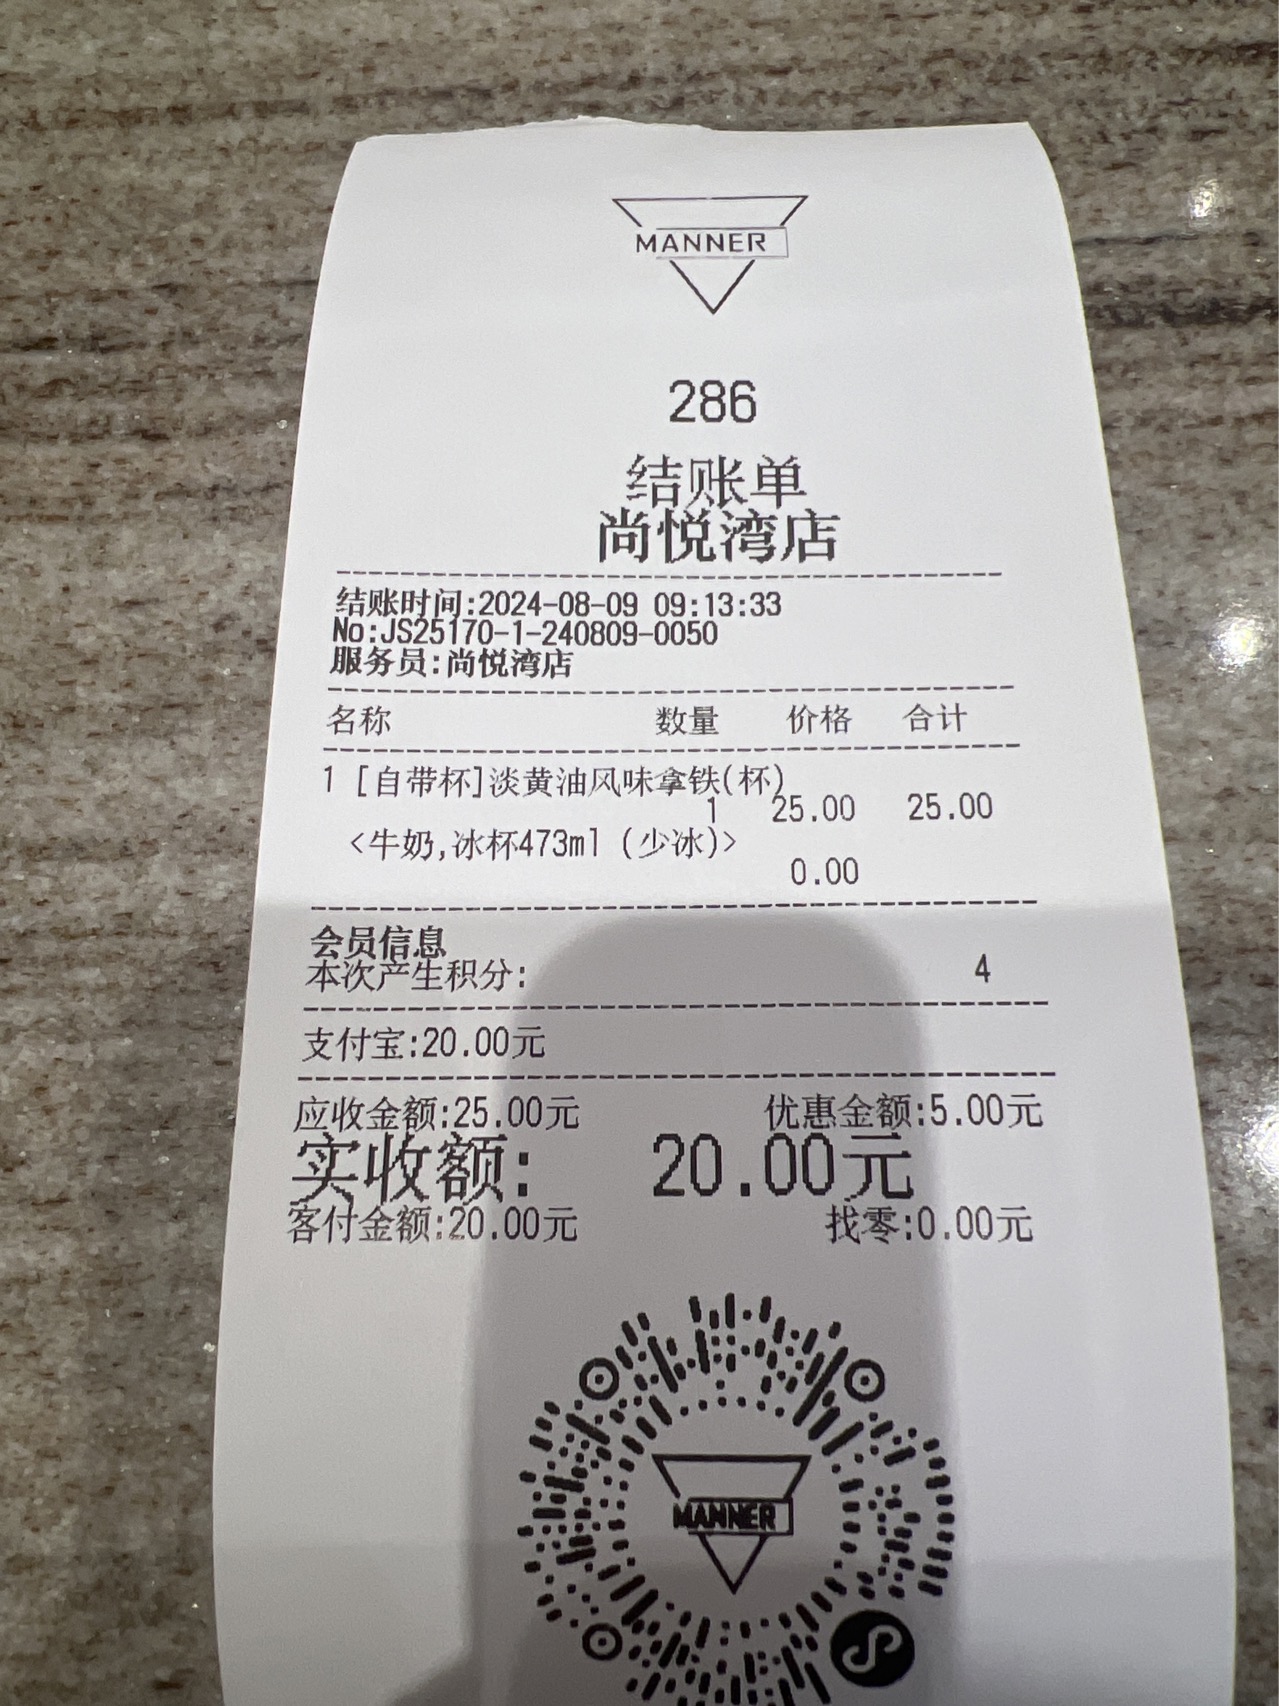 MANNER
286
结账单
尚悦湾店
结账时间:2024-08-09 09:13:33
No:JS25170-1-240809-0050
服务员:尚悦湾店
名称 数量 价格 合计
1 [自带杯]淡黄油风味拿铁(杯)
1 25.00 25.00
<牛奶,冰杯473ml (少冰)>
0.00
会员信息
本次产生积分: 4
支付宝:20.00元
应收金额:25.00元 优惠金额:5.00元
实收额: 20.00元
客付金额:20.00元 找零:0.00元
MANNER